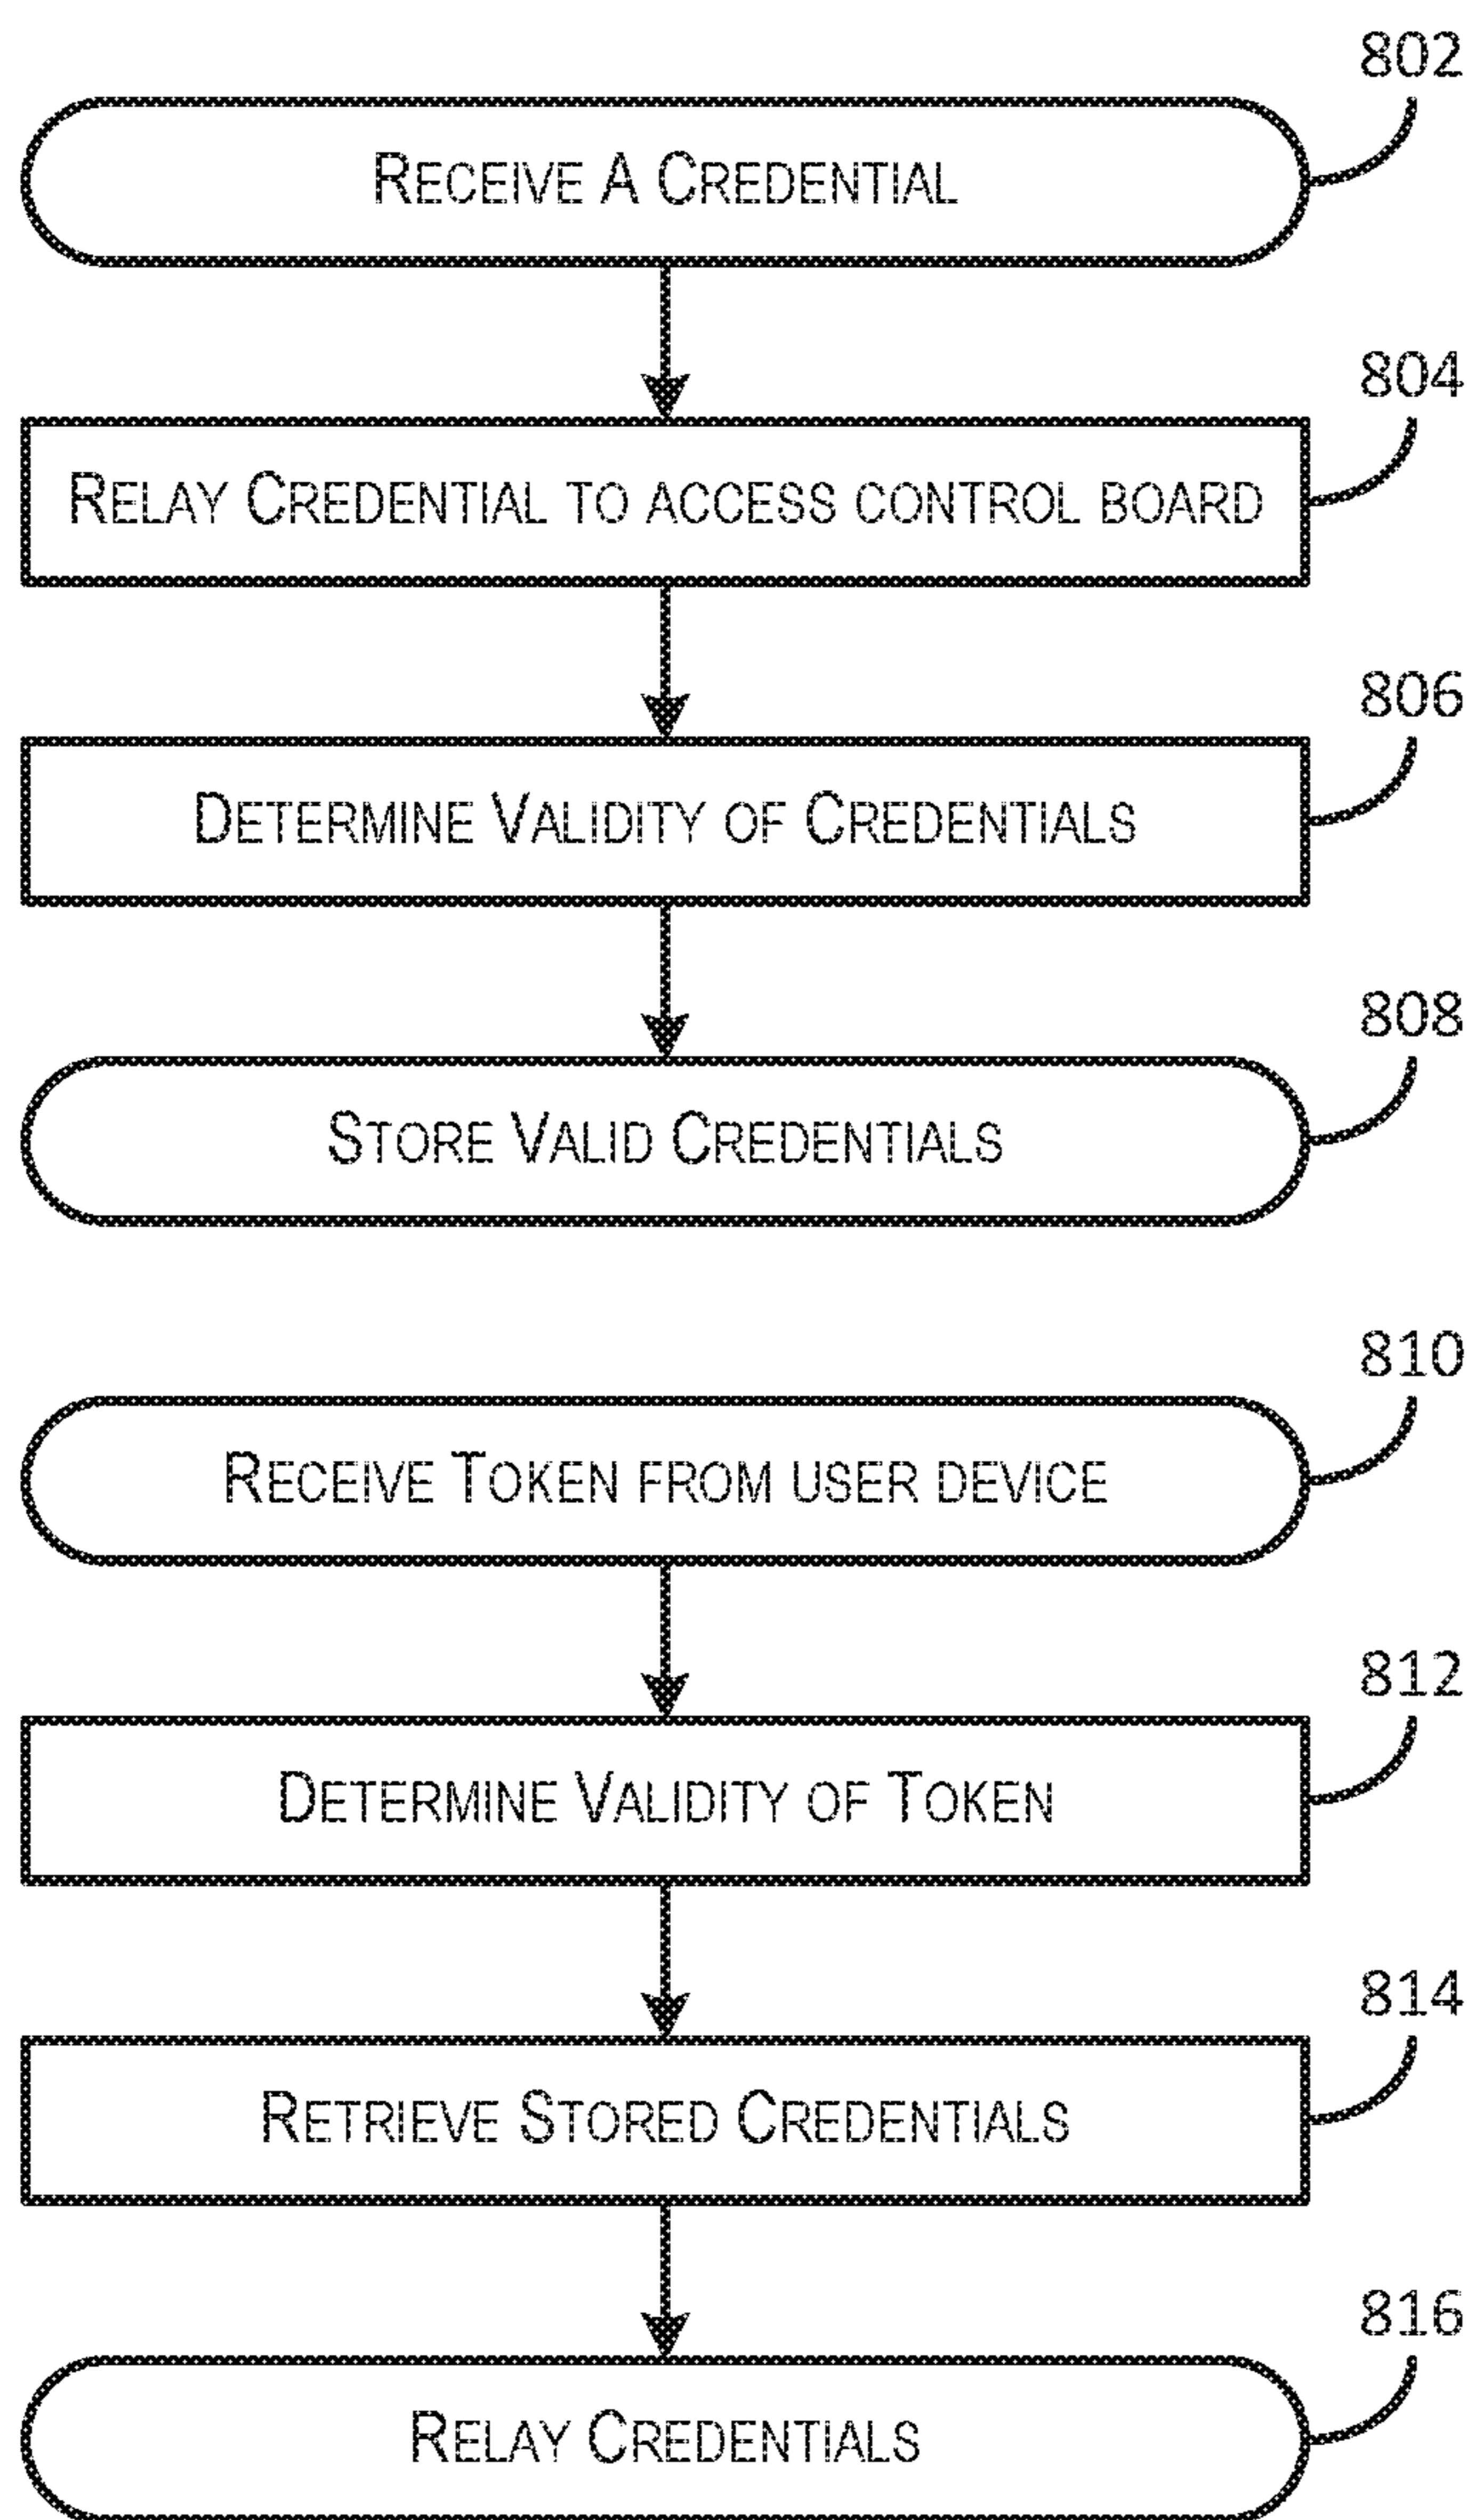 802
RECEIVE A CREDENTIAL
804
RELAY CREDENTIAL TO ACCESS CONTROL BOARD
806
DETERMINE VALIDITY OF CREDENTIALS
808
STORE VALID CREDENTIALS
810
RECEIVE TOKEN FROM USER DEVICE
812
DETERMINE VALIDITY OF TOKEN
814
RETRIEVE STORED CREDENTIALS
816
RELAY CREDENTIALS